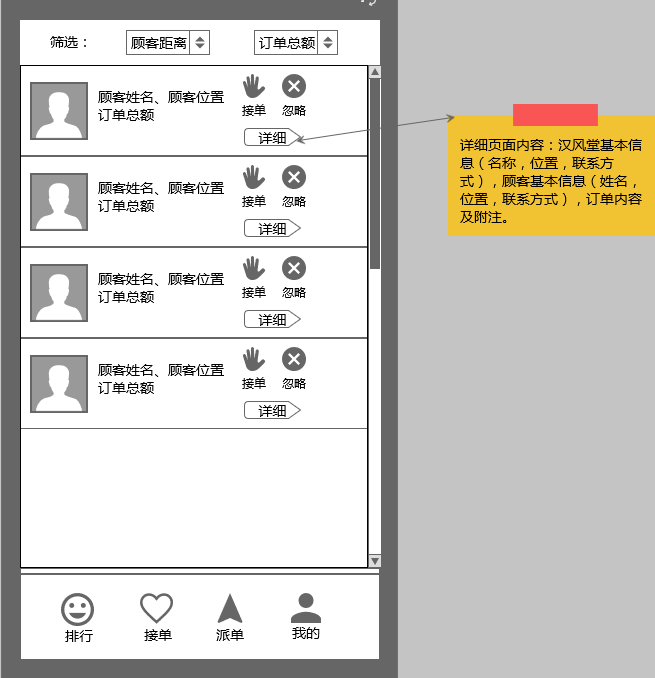 筛选：
顾客距离
订单总额
顾客姓名、顾客位置
订单总额
接单
忽略
详细
顾客姓名、顾客位置
订单总额
接单
忽略
详细
顾客姓名、顾客位置
订单总额
接单
忽略
详细
顾客姓名、顾客位置
订单总额
接单
忽略
详细
排行
接单
派单
我的
详细页面内容：汉风堂基本信
息（名称，位置，联系方
式），顾客基本信息（姓名，
位置，联系方式），订单内容
及附注。